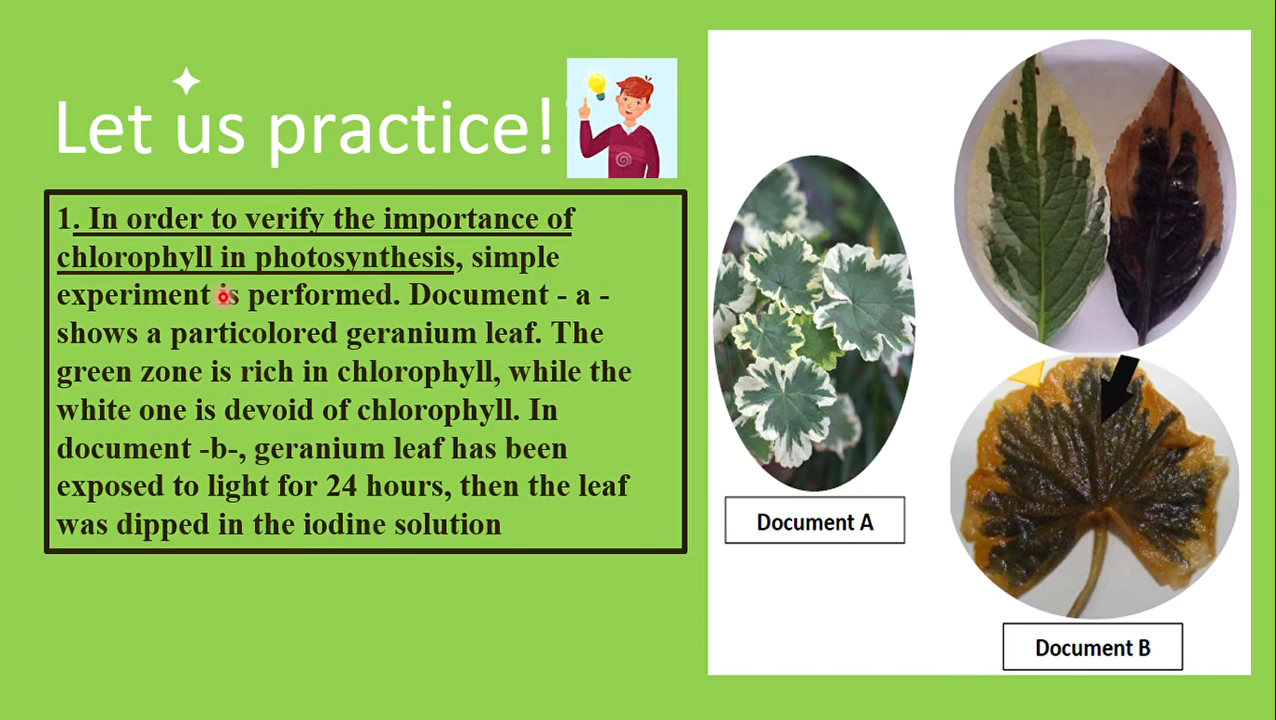 Let us practice!
1. In order to verify the importance of
chlorophyll in photosynthesis, simple
experiment is performed. Document - a -
shows a particolored geranium leaf. The
green zone is rich in chlorophyll, while the
white one is devoid of chlorophyll. In
document -b-, geranium leaf has been
exposed to light for 24 hours, then the leaf
was dipped in the iodine solution
Document A
Document B